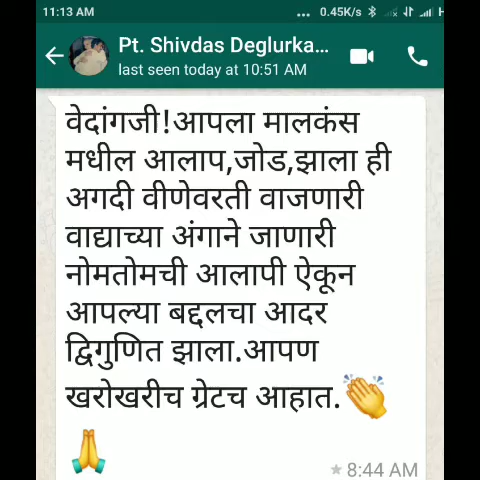 11:13 AM ... 0.45K/s
Pt. Shivdas Deglurka...
last seen today at 10:51 AM
वेदांगजी!आपला मालकंस
मधील आलाप,जोड,झाला ही
अगदी वीणेवरती वाजणारी
वाद्याच्या अंगाने जाणारी
नोमतोमची आलापी ऐकून
आपल्या बद्दलचा आदर
द्विगुणित झाला.आपण
खरोखरीच ग्रेटच आहात.👏
🙏
8:44 AM